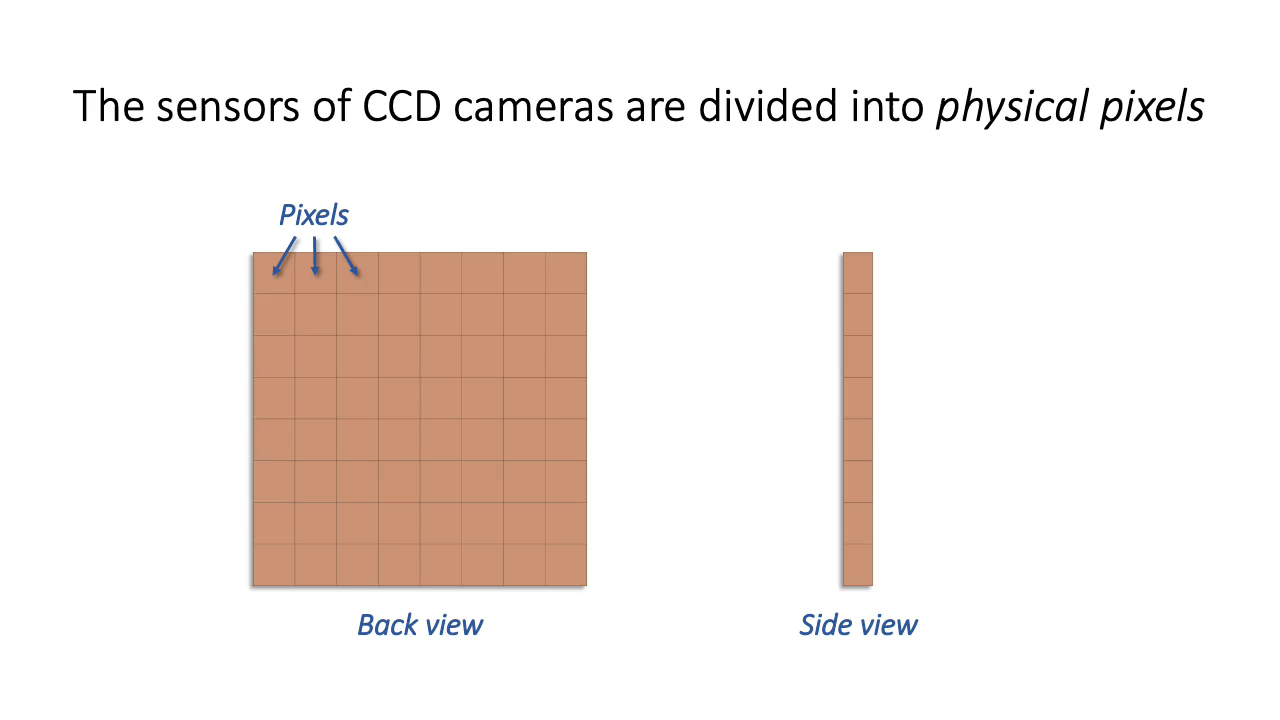 The sensors of CCD cameras are divided into physical pixels
Pixels
Back view
Side view